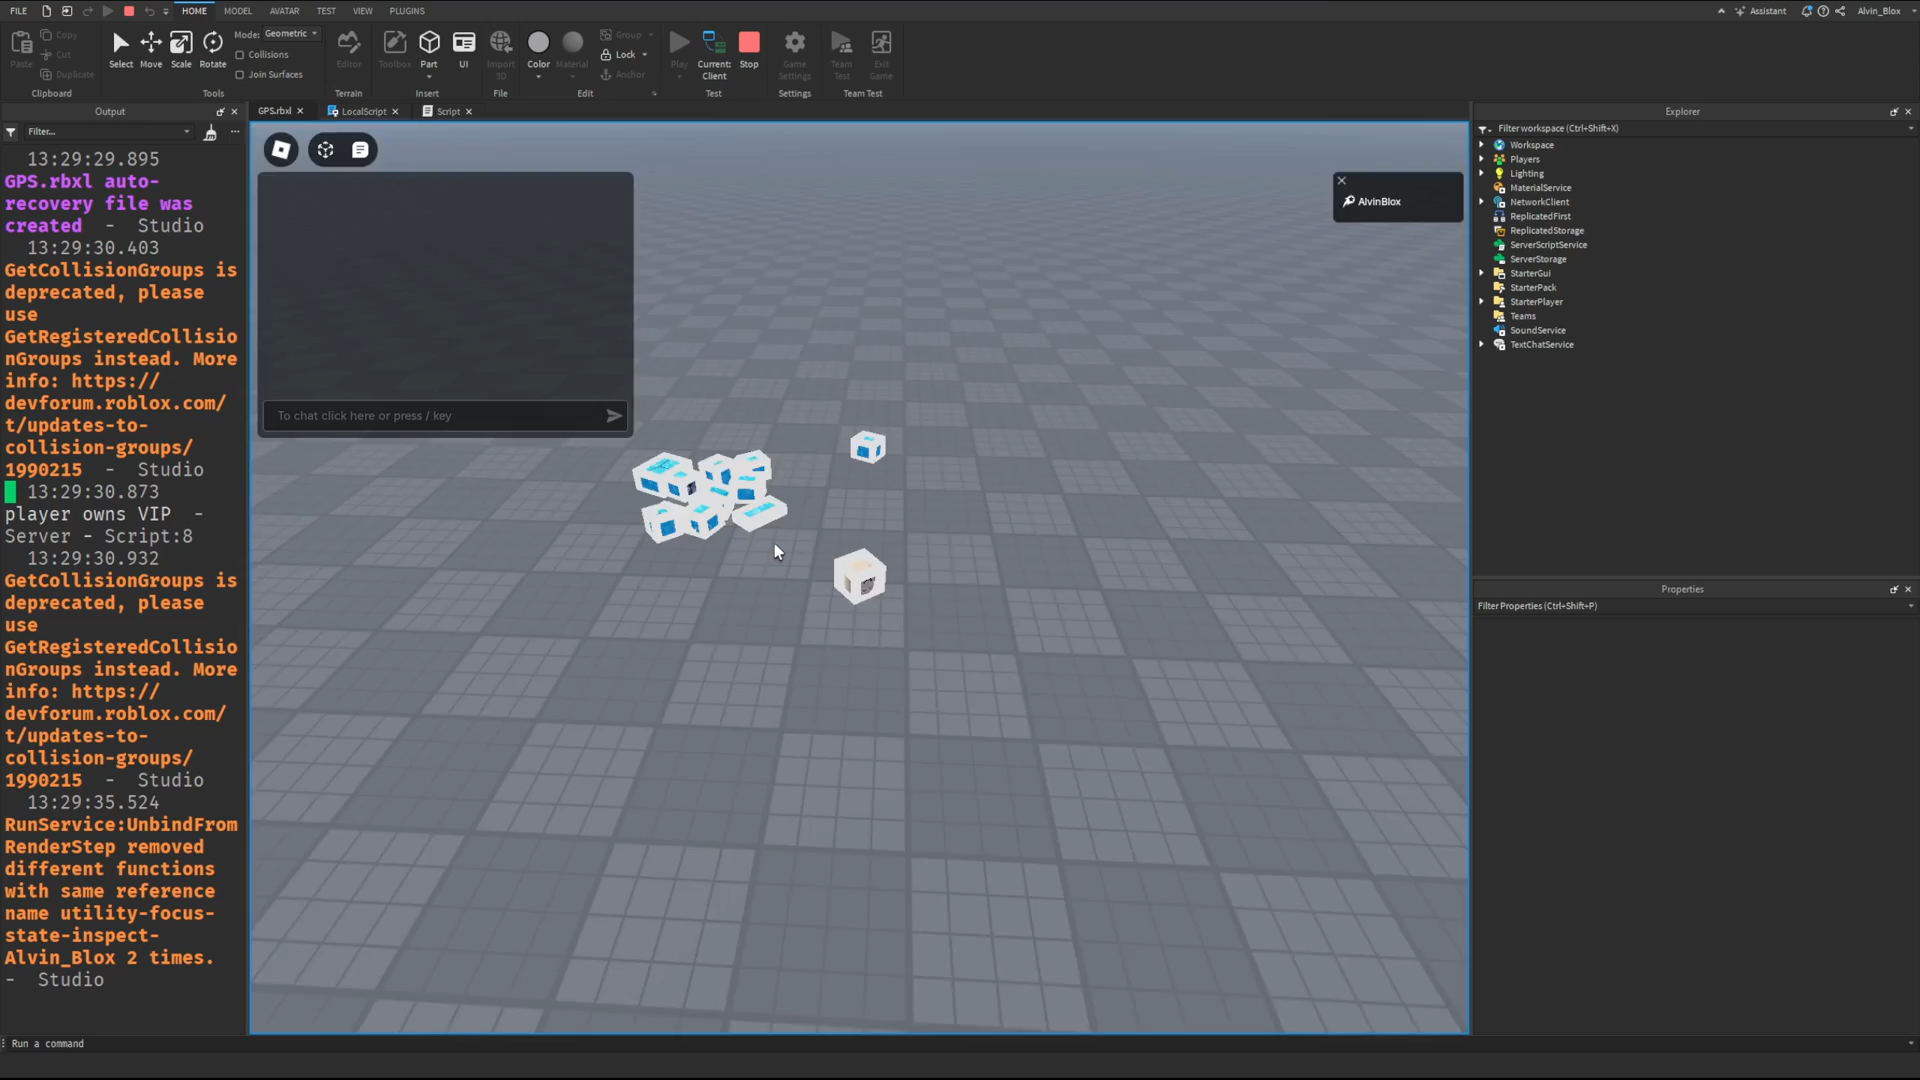 FILE
HOME
MODEL
AVATAR
TEST
VIEW
PLUGINS
Assistant
Alvin_Blox
Paste
Copy
Cut
Duplicate
Clipboard
Select
Move
Scale
Rotate
Mode: Geometric
Collisions
Join Surfaces
Tools
Editor
Terrain
Toolbox
Part
UI
Insert
Import
3D
File
Color
Material
Group
Lock
Anchor
Edit
Play
Current:
Client
Stop
Test
Game
Settings
Settings
Team
Test
Exit
Game
Team Test
Output
GPS.rbxl
LocalScript
Script
Explorer
Filter...
Filter workspace (Ctrl+Shift+X)
13:29:29.895
GPS.rbxl auto-
recovery file was
created - Studio
13:29:30.403
GetCollisionGroups is
deprecated, please
use
GetRegisteredCollisio
nGroups instead. More
info: https://
devforum.roblox.com/
t/updates-to-
collision-groups/
1990215 - Studio
13:29:30.873
player owns VIP -
Server - Script:8
13:29:30.932
GetCollisionGroups is
deprecated, please
use
GetRegisteredCollisio
nGroups instead. More
info: https://
devforum.roblox.com/
t/updates-to-
collision-groups/
1990215 - Studio
13:29:35.524
RunService:UnbindFrom
RenderStep removed
different functions
with same reference
name utility-focus-
state-inspect-
Alvin_Blox 2 times.
- Studio
To chat click here or press / key
AlvinBlox
Workspace
Players
Lighting
MaterialService
NetworkClient
ReplicatedFirst
ReplicatedStorage
ServerScriptService
ServerStorage
StarterGui
StarterPack
StarterPlayer
Teams
SoundService
TextChatService
Properties
Filter Properties (Ctrl+Shift+P)
Run a command